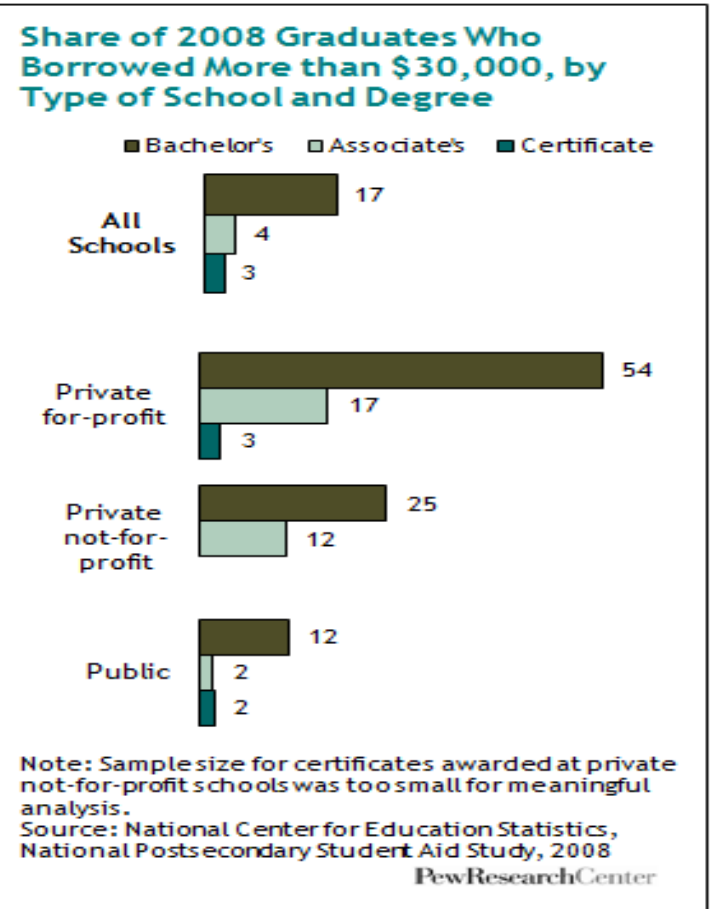 Share of 2008 Graduates Who
Borrowed More than $30,000, by
Type of School and Degree
Bachelor's Associate's Certificate
All
Schools
17
4
3
Private
for-profit
54
17
3
Private
not-for-
profit
25
12
Public
12
2
2
Note: Sample size for certificates awarded at private
not-for-profit schools was too small for meaningful
analysis.
Source: National Center for Education Statistics,
National Postsecondary Student Aid Study, 2008
PewResearchCenter